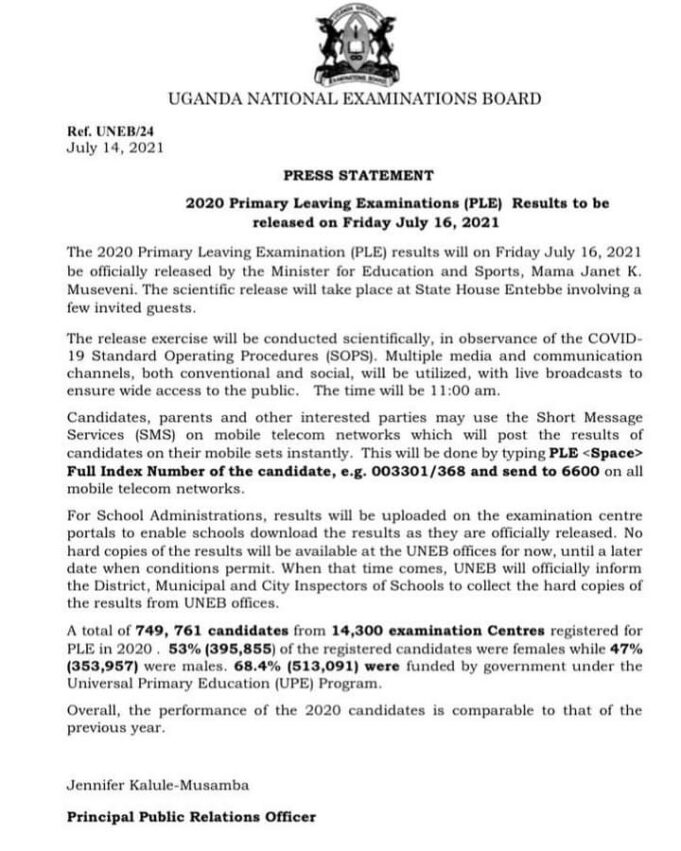 UGANDA NATIONAL EXAMINATIONS BOARD
Ref. UNEB/24
July 14, 2021
PRESS STATEMENT
2020 Primary Leaving Examinations (PLE) Results to be
released on Friday July 16, 2021
The 2020 Primary Leaving Examination (PLE) results will on Friday July 16, 2021
be officially released by the Minister for Education and Sports, Mama Janet K.
Museveni. The scientific release will take place at State House Entebbe involving a
few invited guests.
The release exercise will be conducted scientifically, in observance of the COVID-
19 Standard Operating Procedures (SOPS). Multiple media and communication
channels, both conventional and social, will be utilized, with live broadcasts to
ensure wide access to the public. The time will be 11:00 am.
Candidates, parents and other interested parties may use the Short Message
Services (SMS) on mobile telecom networks which will post the results of
candidates on their mobile sets instantly. This will be done by typing PLE <Space>
Full Index Number of the candidate, e.g. 003301/368 and send to 6600 on all
mobile telecom networks.
For School Administrations, results will be uploaded on the examination centre
portals to enable schools download the results as they are officially released. No
hard copies of the results will be available at the UNEB offices for now, until a later
date when conditions permit. When that time comes, UNEB will officially inform
the District, Municipal and City Inspectors of Schools to collect the hard copies of
the results from UNEB offices.
A total of 749, 761 candidates from 14,300 examination Centres registered for
PLE in 2020 . 53% (395,855) of the registered candidates were females while 47%
(353,957) were males. 68.4% (513,091) were funded by government under the
Universal Primary Education (UPE) Program.
Overall, the performance of the 2020 candidates is comparable to that of the
previous year.
Jennifer Kalule-Musamba
Principal Public Relations Officer